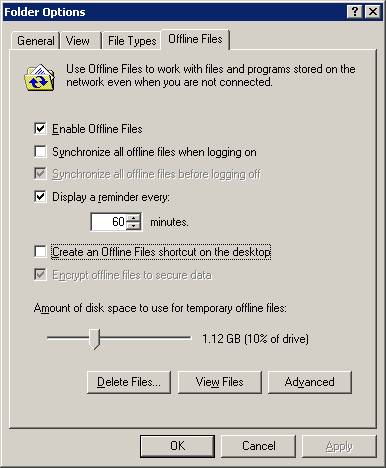 Folder Options
General View File Types Offline Files
Use Offline Files to work with files and programs stored on the
network even when you are not connected.
Enable Offline Files
Synchronize all offline files when logging on
Synchronize all offline files before logging off
Display a reminder every:
60 minutes.
Create an Offline Files shortcut on the desktop
Encrypt offline files to secure data
Amount of disk space to use for temporary offline files:
1.12 GB (10% of drive)
Delete Files... View Files Advanced
OK Cancel Apply